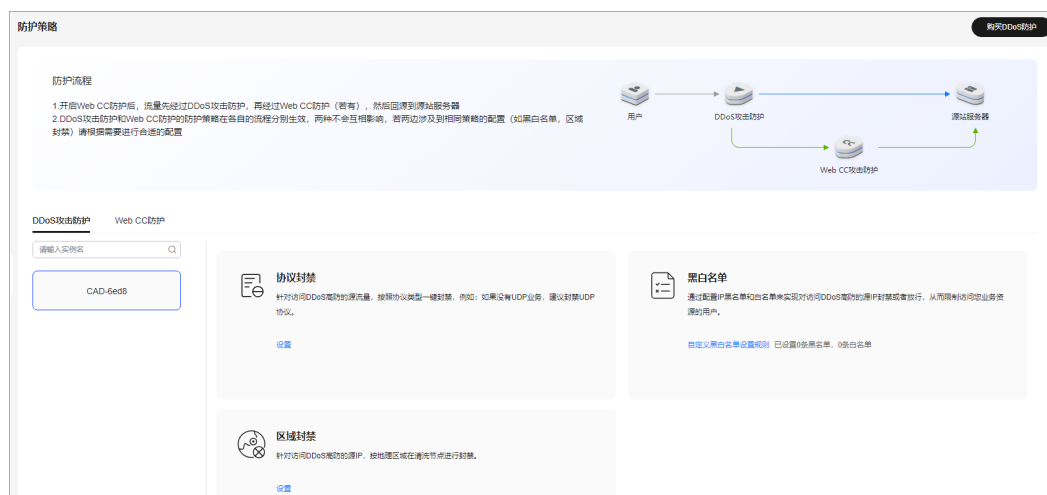 防护策略
购买DDoS防护
防护流程
1.开启Web CC防护后，流量先经过DDoS攻击防护，再经过Web CC防护（若有），然后回源到源站服务器
2.DDoS攻击防护和Web CC防护的防护策略在各自的流程分别生效，两种不会互相影响，若两边涉及到相同策略的配置（如黑白名单，区域
封禁）请根据需要进行合适的配置
用户
DDoS攻击防护
源站服务器
CC
Web CC攻击防护
DDoS攻击防护
Web CC防护
请输入实例名
CAD-6ed8
协议封禁
针对访问DDoS高防的源流量，按照协议类型一键封禁，例如：如果没有UDP业务，建议封禁UDP
协议。
设置
黑白名单
通过配置IP黑名单和白名单来实现对访问DDoS高防的源IP封禁或者放行，从而限制访问您业务资
源的用户。
自定义黑白名单设置规则 已设置0条黑名单，0条白名单
区域封禁
针对访问DDoS高防的源IP，按地理区域在清洗节点进行封禁。
设置